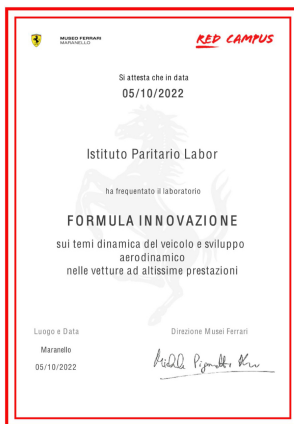 MUSEO FERRARI
MARANELLO
RED CAMPUS
Si attesta che in data
05/10/2022
Istituto Paritario Labor
ha frequentato il laboratorio
FORMULA INNOVAZIONE
sui temi dinamica del veicolo e sviluppo
aerodinamico
nelle vetture ad altissime prestazioni
Luogo e Data
Direzione Musei Ferrari
Maranello
05/10/2022